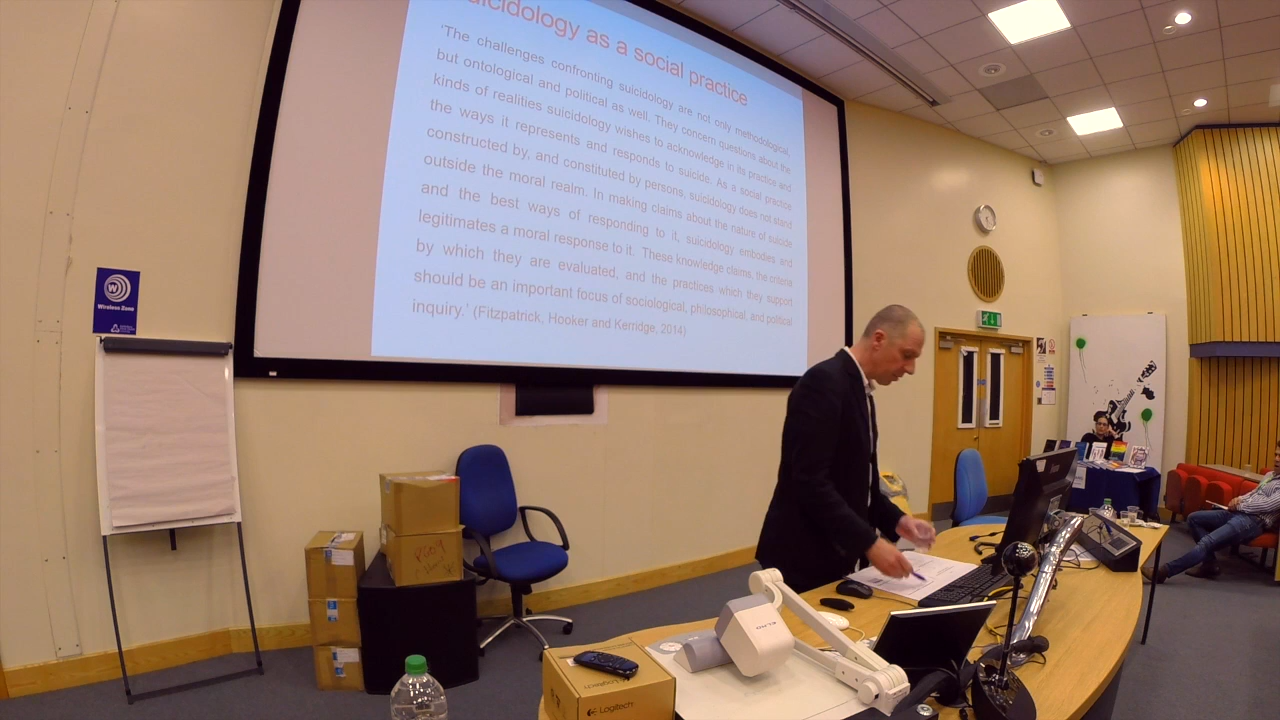 suicidology as a social practice
‘The challenges confronting suicidology are not only methodological,
but ontological and political as well. They concern questions about the
kinds of realities suicidology wishes to acknowledge in its practice and
the ways it represents and responds to suicide. As a social practice
constructed by, and constituted by persons, suicidology does not stand
outside the moral realm. In making claims about the nature of suicide
and the best ways of responding to it, suicidology embodies and
legitimates a moral response to it. These knowledge claims, the criteria
by which they are evaluated, and the practices which they support
should be an important focus of sociological, philosophical, and political
inquiry.’ (Fitzpatrick, Hooker and Kerridge, 2014)
W
Wireless Zone
ELMO
Logitech